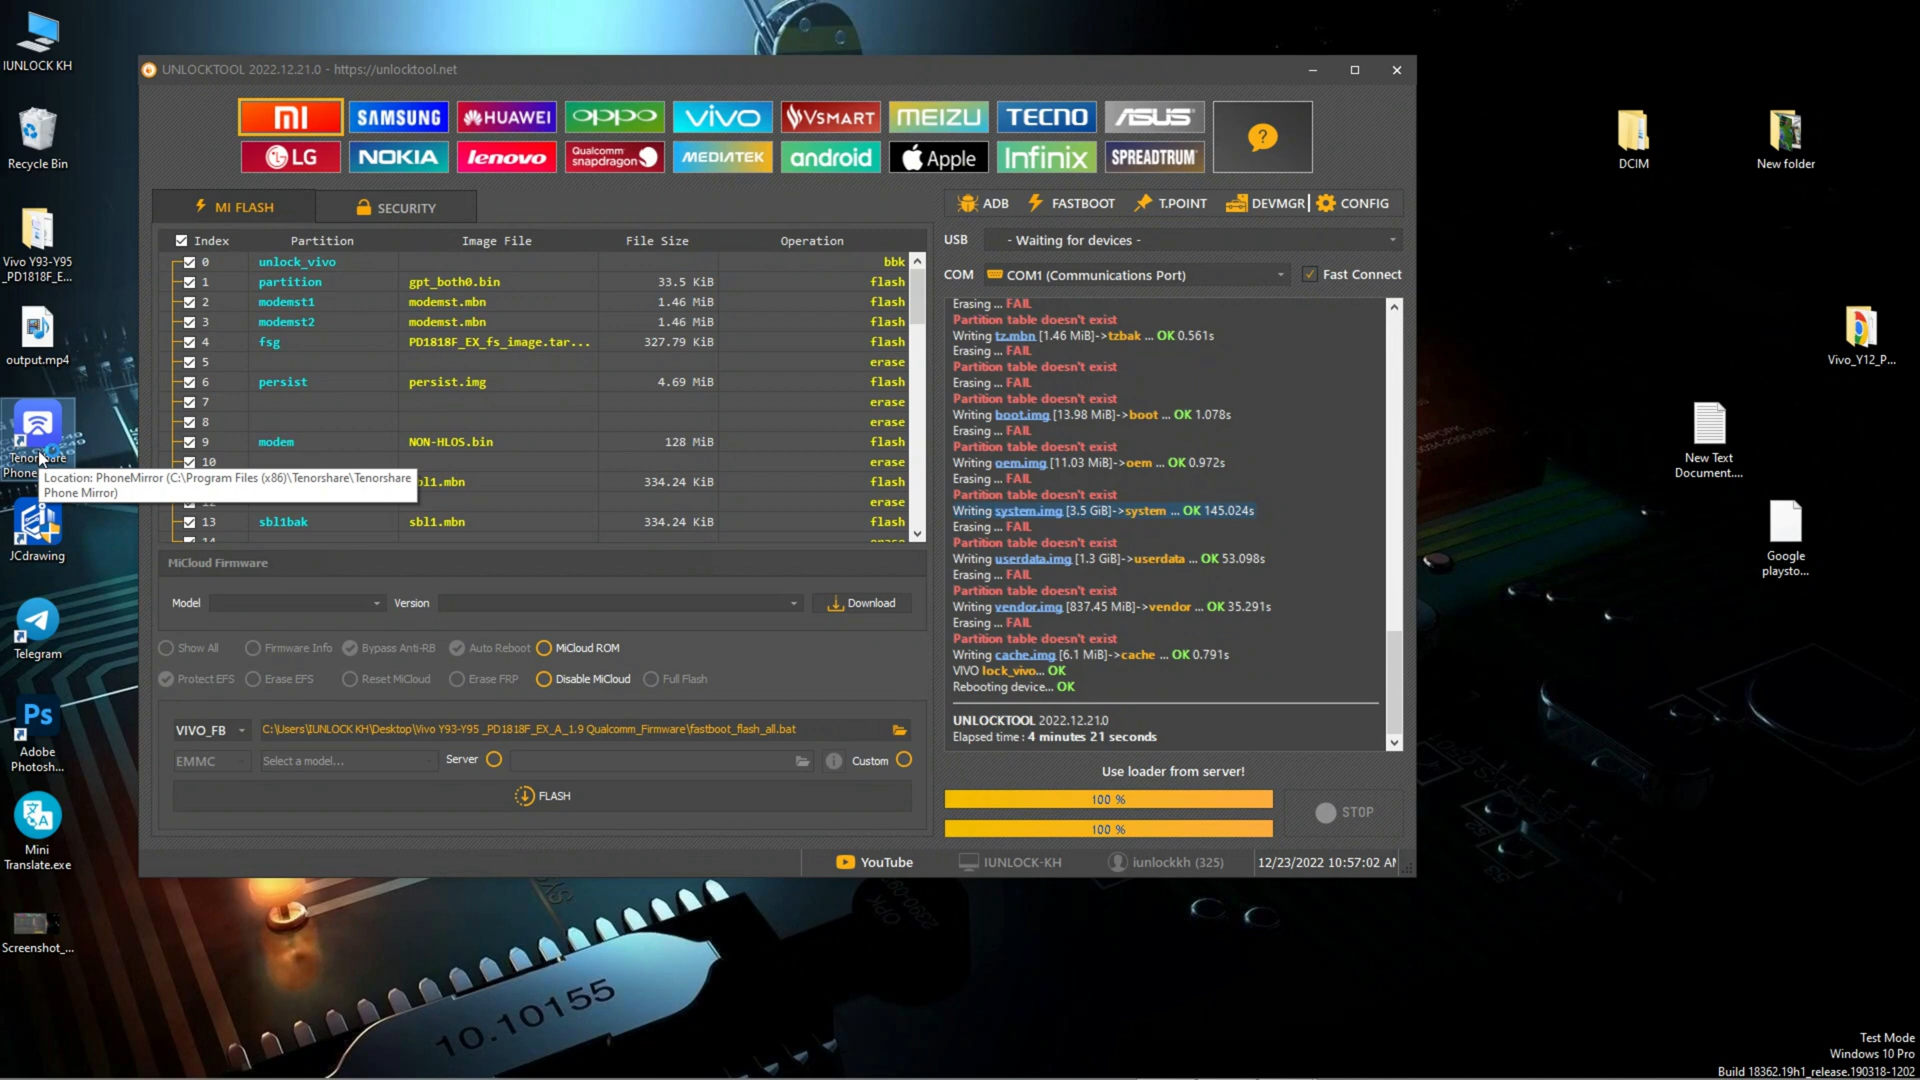 IUNLOCK KH
Recycle Bin
Vivo Y93-Y95
_PD1818F_E...
output.mp4
Tenorshare
Phone
JCdrawing
Telegram
Ps
Adobe
Photosh...
Mini
Translate.exe
Screenshot_...
Location: PhoneMirror (C:\Program Files (x86)\Tenorshare\Tenorshare
Phone Mirror)
UNLOCKTOOL 2022.12.21.0 - https://unlocktool.net
MI SAMSUNG HUAWEI oppo vivo VSMART MEIZU TECNO ASUS ?
LG NOKIA lenovo Qualcomm snapdragon MEDIATEK android Apple Infinix SPREADTRUM
MI FLASH SECURITY
Index Partition Image File File Size Operation
0 unlock_vivo bbk
1 partition gpt_both0.bin 33.5 KiB flash
2 modemst1 modemst.mbn 1.46 MiB flash
3 modemst2 modemst.mbn 1.46 MiB flash
4 fsg PD1818F_EX_fs_image.tar... 327.79 KiB flash
5 erase
6 persist persist.img 4.69 MiB flash
7 erase
8 erase
9 modem NON-HLOS.bin 128 MiB flash
10 erase
bl1.mbn 334.24 KiB flash
12 erase
13 sbl1bak sbl1.mbn 334.24 KiB flash
14 erase
MiCloud Firmware
Model Version Download
Show All Firmware Info Bypass Anti-RB Auto Reboot MiCloud ROM
Protect EFS Erase EFS Reset MiCloud Erase FRP Disable MiCloud Full Flash
VIVO_FB C:\Users\IUNLOCK KH\Desktop\Vivo Y93-Y95 _PD1818F_EX_A_1.9 Qualcomm_Firmware\fastboot_flash_all.bat
EMMC Select a model... Server Custom
FLASH
ADB FASTBOOT T.POINT DEVMGR CONFIG
USB - Waiting for devices -
COM COM1 (Communications Port) Fast Connect
Erasing ... FAIL
Partition table doesn't exist
Writing tz.mbn [1.46 MiB]->tzbak ... OK 0.561s
Erasing ... FAIL
Partition table doesn't exist
Erasing ... FAIL
Partition table doesn't exist
Writing boot.img [13.98 MiB]->boot ... OK 1.078s
Erasing ... FAIL
Partition table doesn't exist
Writing oem.img [11.03 MiB]->oem ... OK 0.972s
Erasing ... FAIL
Partition table doesn't exist
Writing system.img [3.5 GiB]->system ... OK 145.024s
Erasing ... FAIL
Partition table doesn't exist
Writing userdata.img [1.3 GiB]->userdata ... OK 53.098s
Erasing ... FAIL
Partition table doesn't exist
Writing vendor.img [837.45 MiB]->vendor ... OK 35.291s
Erasing ... FAIL
Partition table doesn't exist
Writing cache.img [6.1 MiB]->cache ... OK 0.791s
VIVO lock_vivo... OK
Rebooting device... OK
UNLOCKTOOL 2022.12.21.0
Elapsed time : 4 minutes 21 seconds
Use loader from server!
100 %
100 %
STOP
YouTube IUNLOCK-KH iunlockkh (325) 12/23/2022 10:57:02 AM
DCIM
New folder
Vivo_Y12_P...
New Text
Document....
Google
playsto...
10.10155
Test Mode
Windows 10 Pro
Build 18362.19h1_release.190318-1202